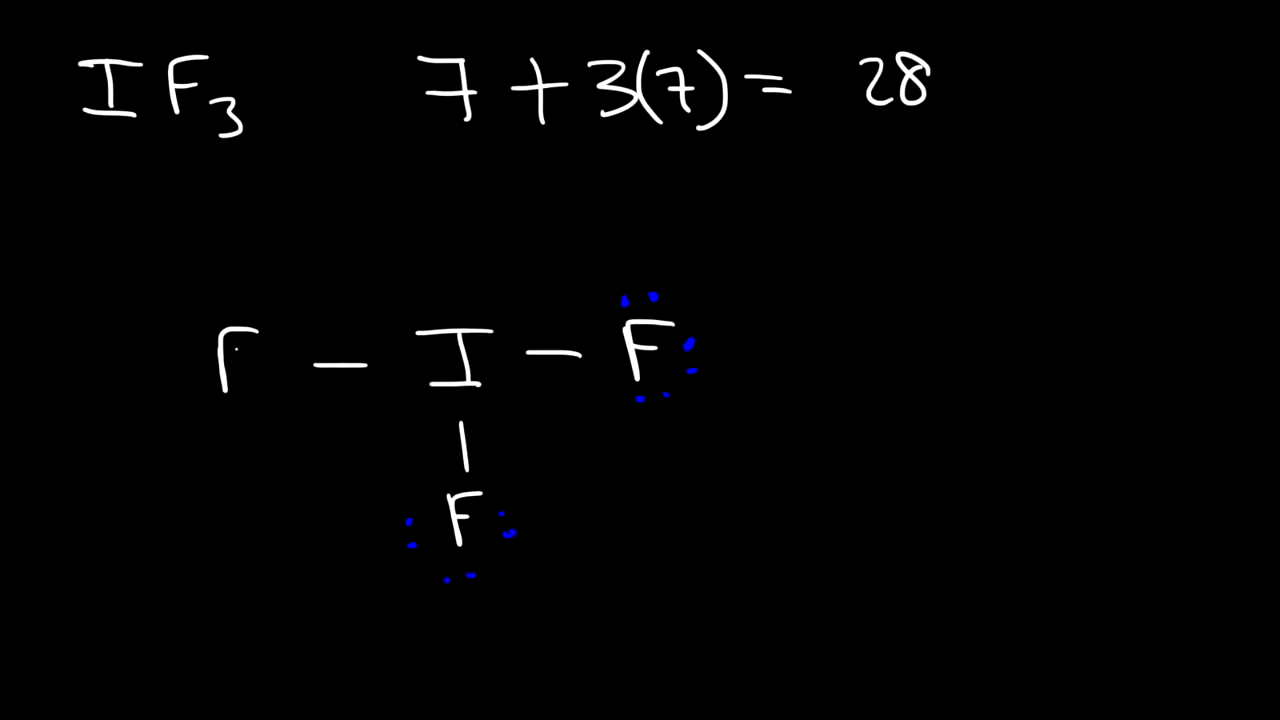 IF₃ 7 + 3(7) = 28
F - I - F
|
F